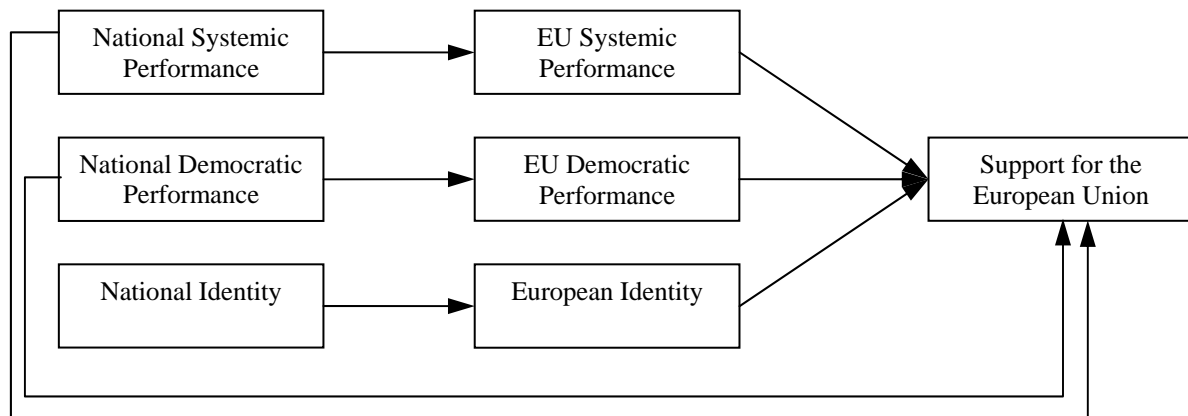 National Systemic
Performance
EU Systemic
Performance
National Democratic
Performance
EU Democratic
Performance
Support for the
European Union
National Identity
European Identity